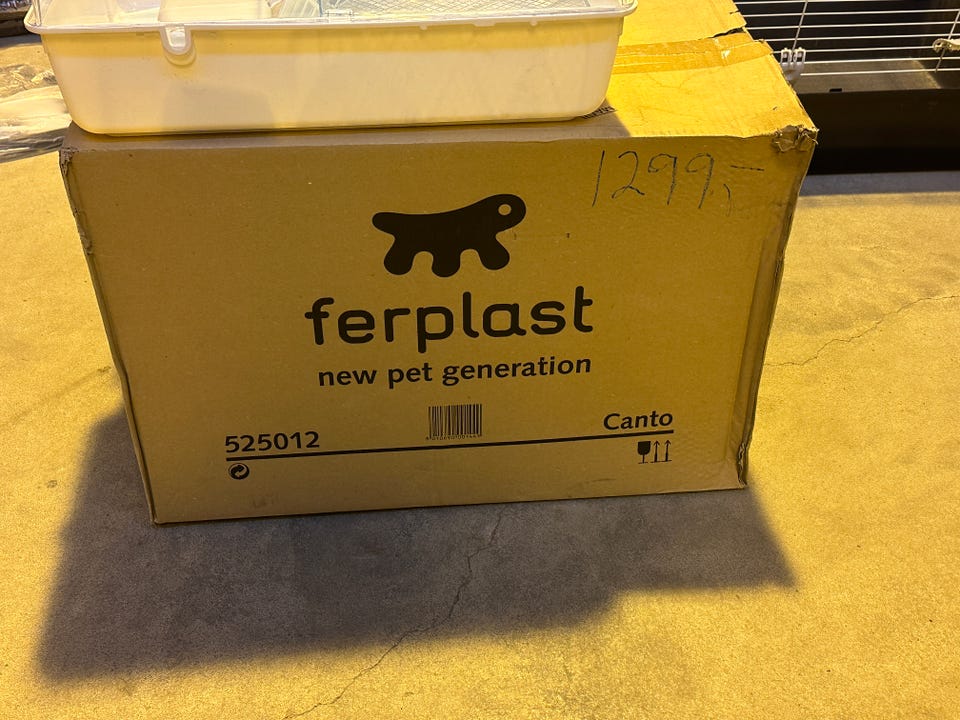 1299,-
ferplast
new pet generation
525012
Canto